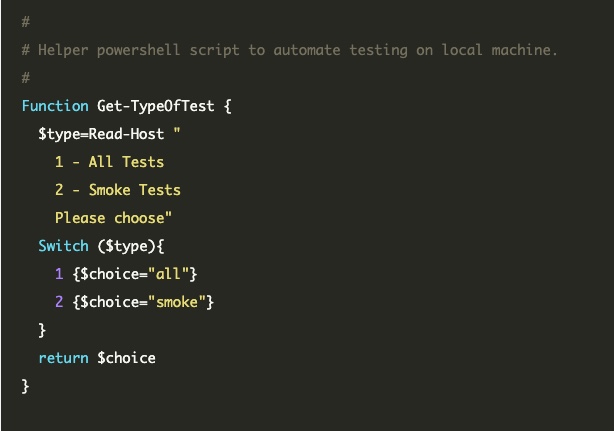 #
# Helper powershell script to automate testing on local machine.
#
Function Get-TypeOfTest {
  $type=Read-Host "
    1 - All Tests
    2 - Smoke Tests
    Please choose"
  Switch ($type){
    1 {$choice="all"}
    2 {$choice="smoke"}
  }
  return $choice
}